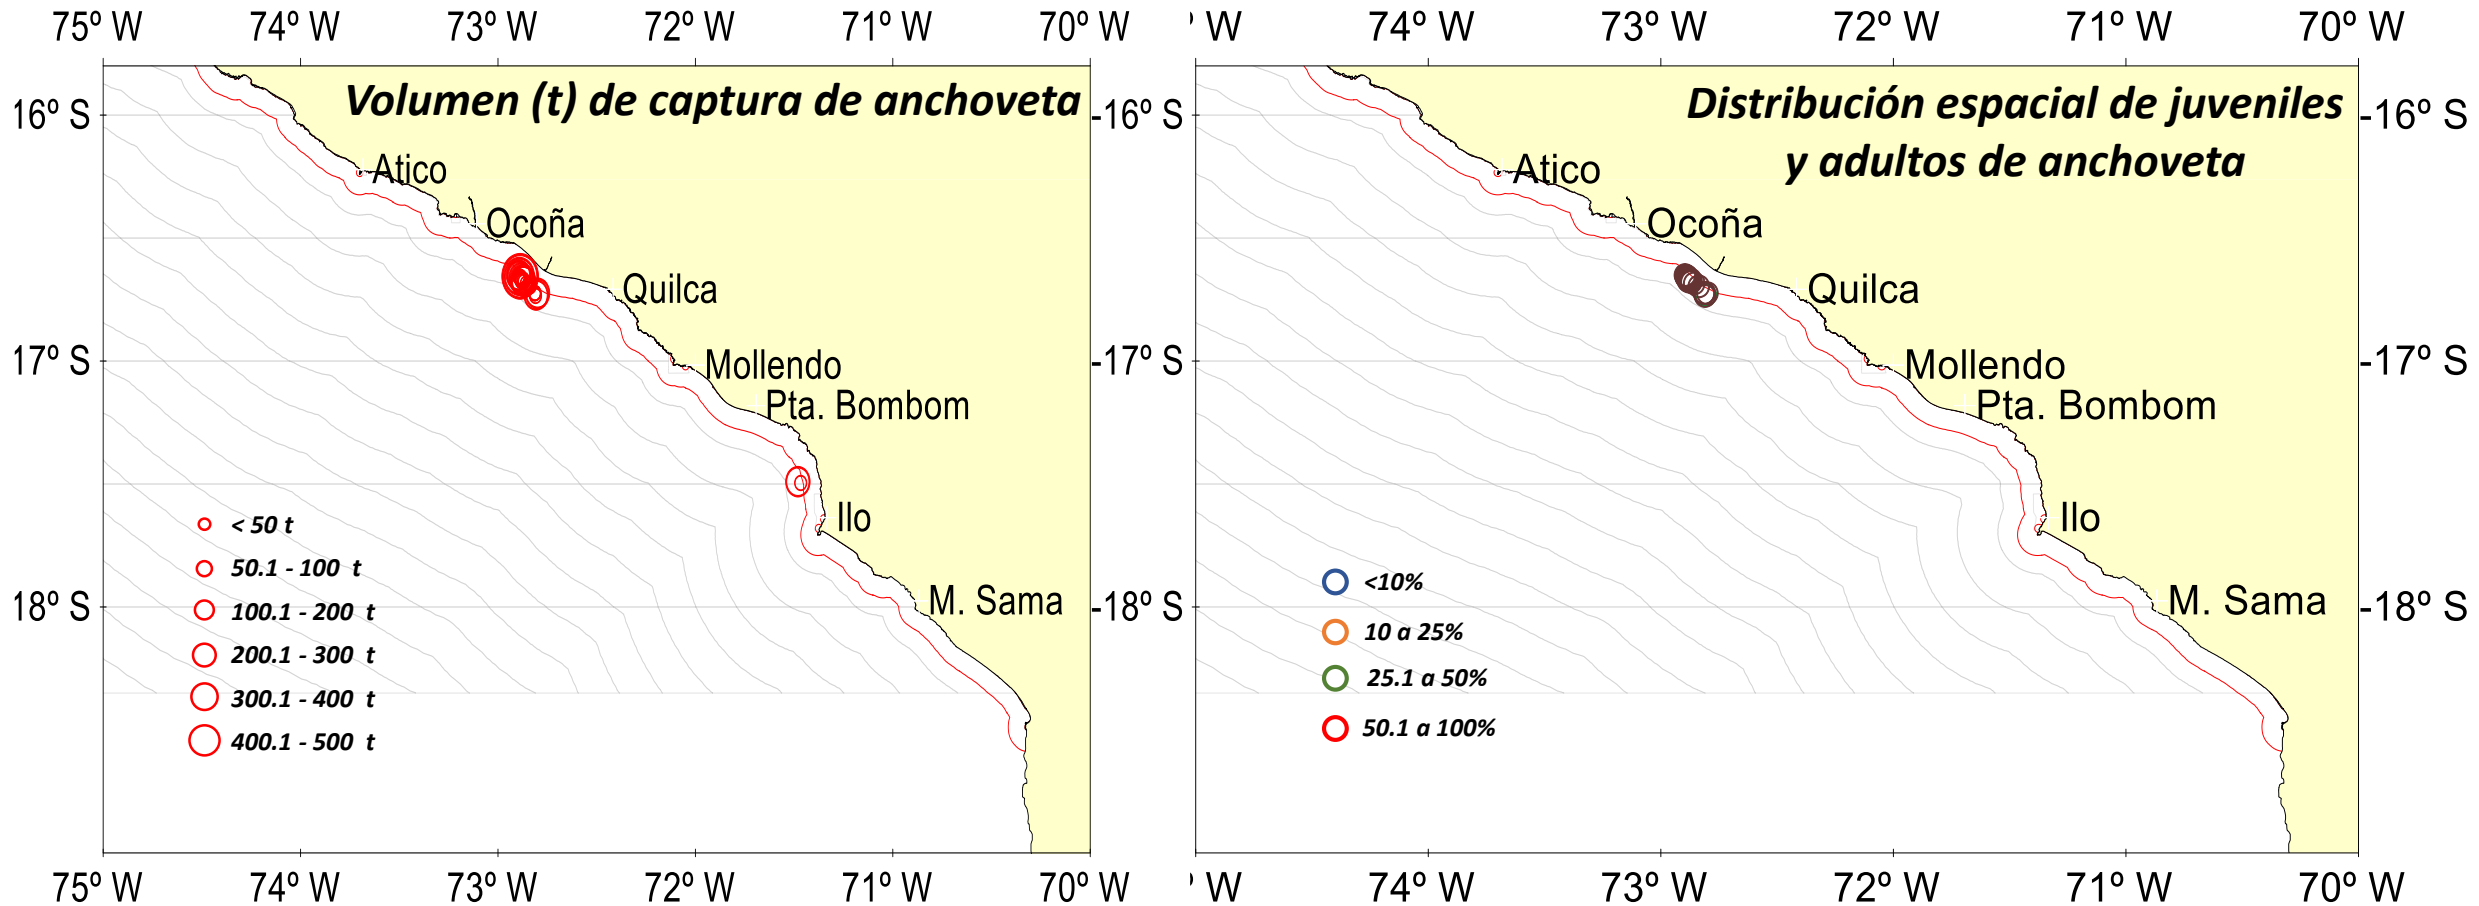 75º W 74º W 73º W 72º W 71º W 70º W
º W 74º W 73º W 72º W 71º W 70º W
Volumen (t) de captura de anchoveta
16º S
Atico
Ocoña
Quilca
17º S
Mollendo
Pta. Bombom
Ilo
< 50 t
50.1 - 100 t
100.1 - 200 t
200.1 - 300 t
300.1 - 400 t
400.1 - 500 t
18º S
M. Sama
75º W 74º W 73º W 72º W 71º W 70º W
Distribución espacial de juveniles
y adultos de anchoveta
-16º S
-16º S
Atico
Ocoña
Quilca
-17º S
-17º S
Mollendo
Pta. Bombom
Ilo
<10%
10 a 25%
25.1 a 50%
50.1 a 100%
-18º S
-18º S
M. Sama
º W 74º W 73º W 72º W 71º W 70º W